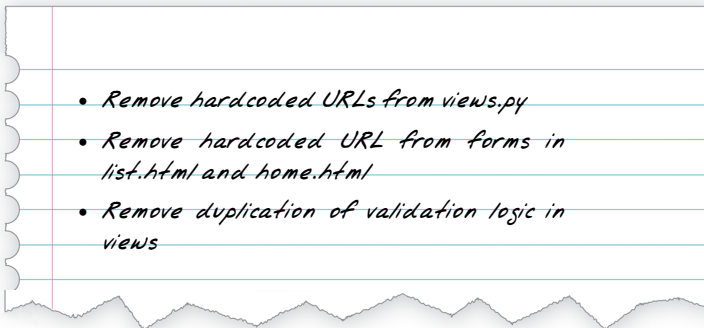 • Remove hardcoded URLs from views.py
• Remove hardcoded URL from forms in
list.html and home.html
• Remove duplication of validation logic in
views